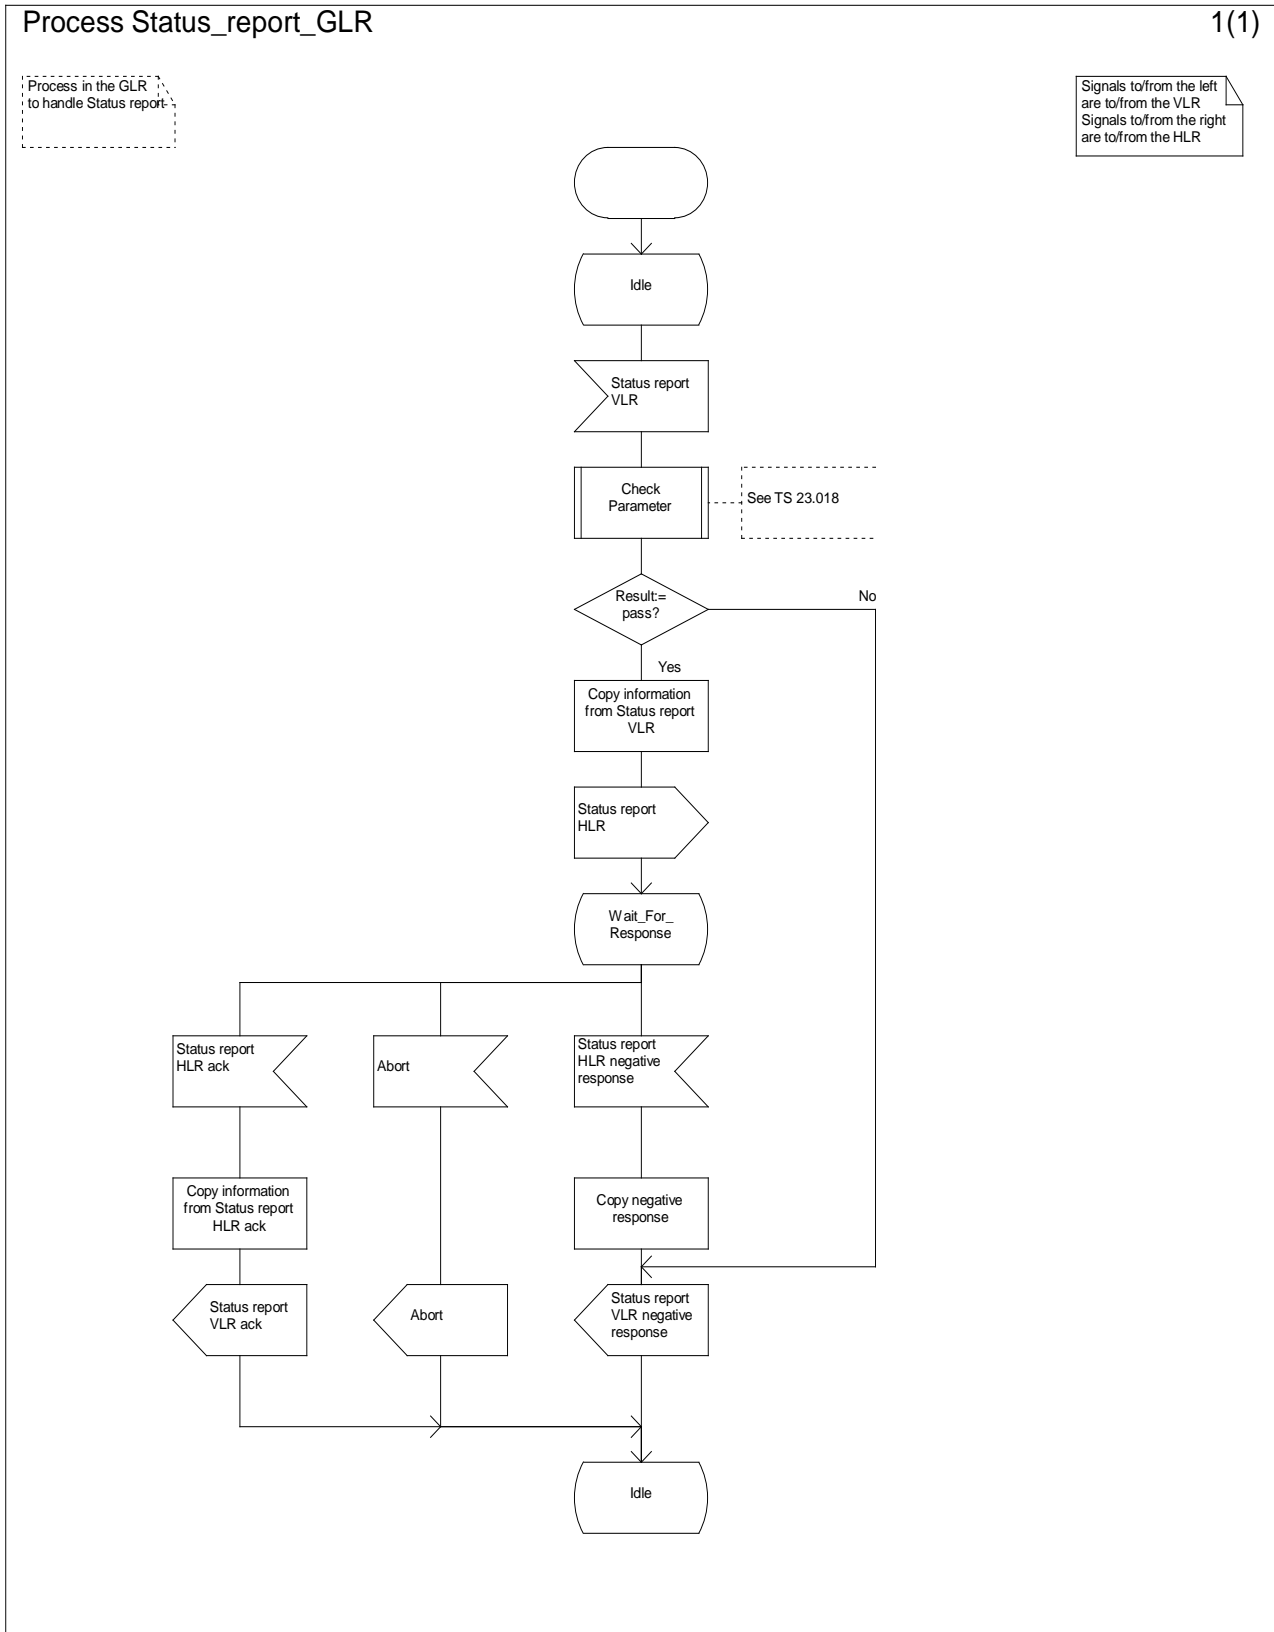 Process Status_report_GLR
1(1)
Process in the GLR
to handle Status report
Signals to/from the left
are to/from the VLR
Signals to/from the right
are to/from the HLR
Idle
Status report
VLR
Check
Parameter
See TS 23.018
Result:=
pass?
No
Yes
Copy information
from Status report
VLR
Status report
HLR
Wait_For_
Response
Status report
HLR ack
Abort
Status report
HLR negative
response
Copy information
from Status report
HLR ack
Copy negative
response
Status report
VLR ack
Abort
Status report
VLR negative
response
Idle